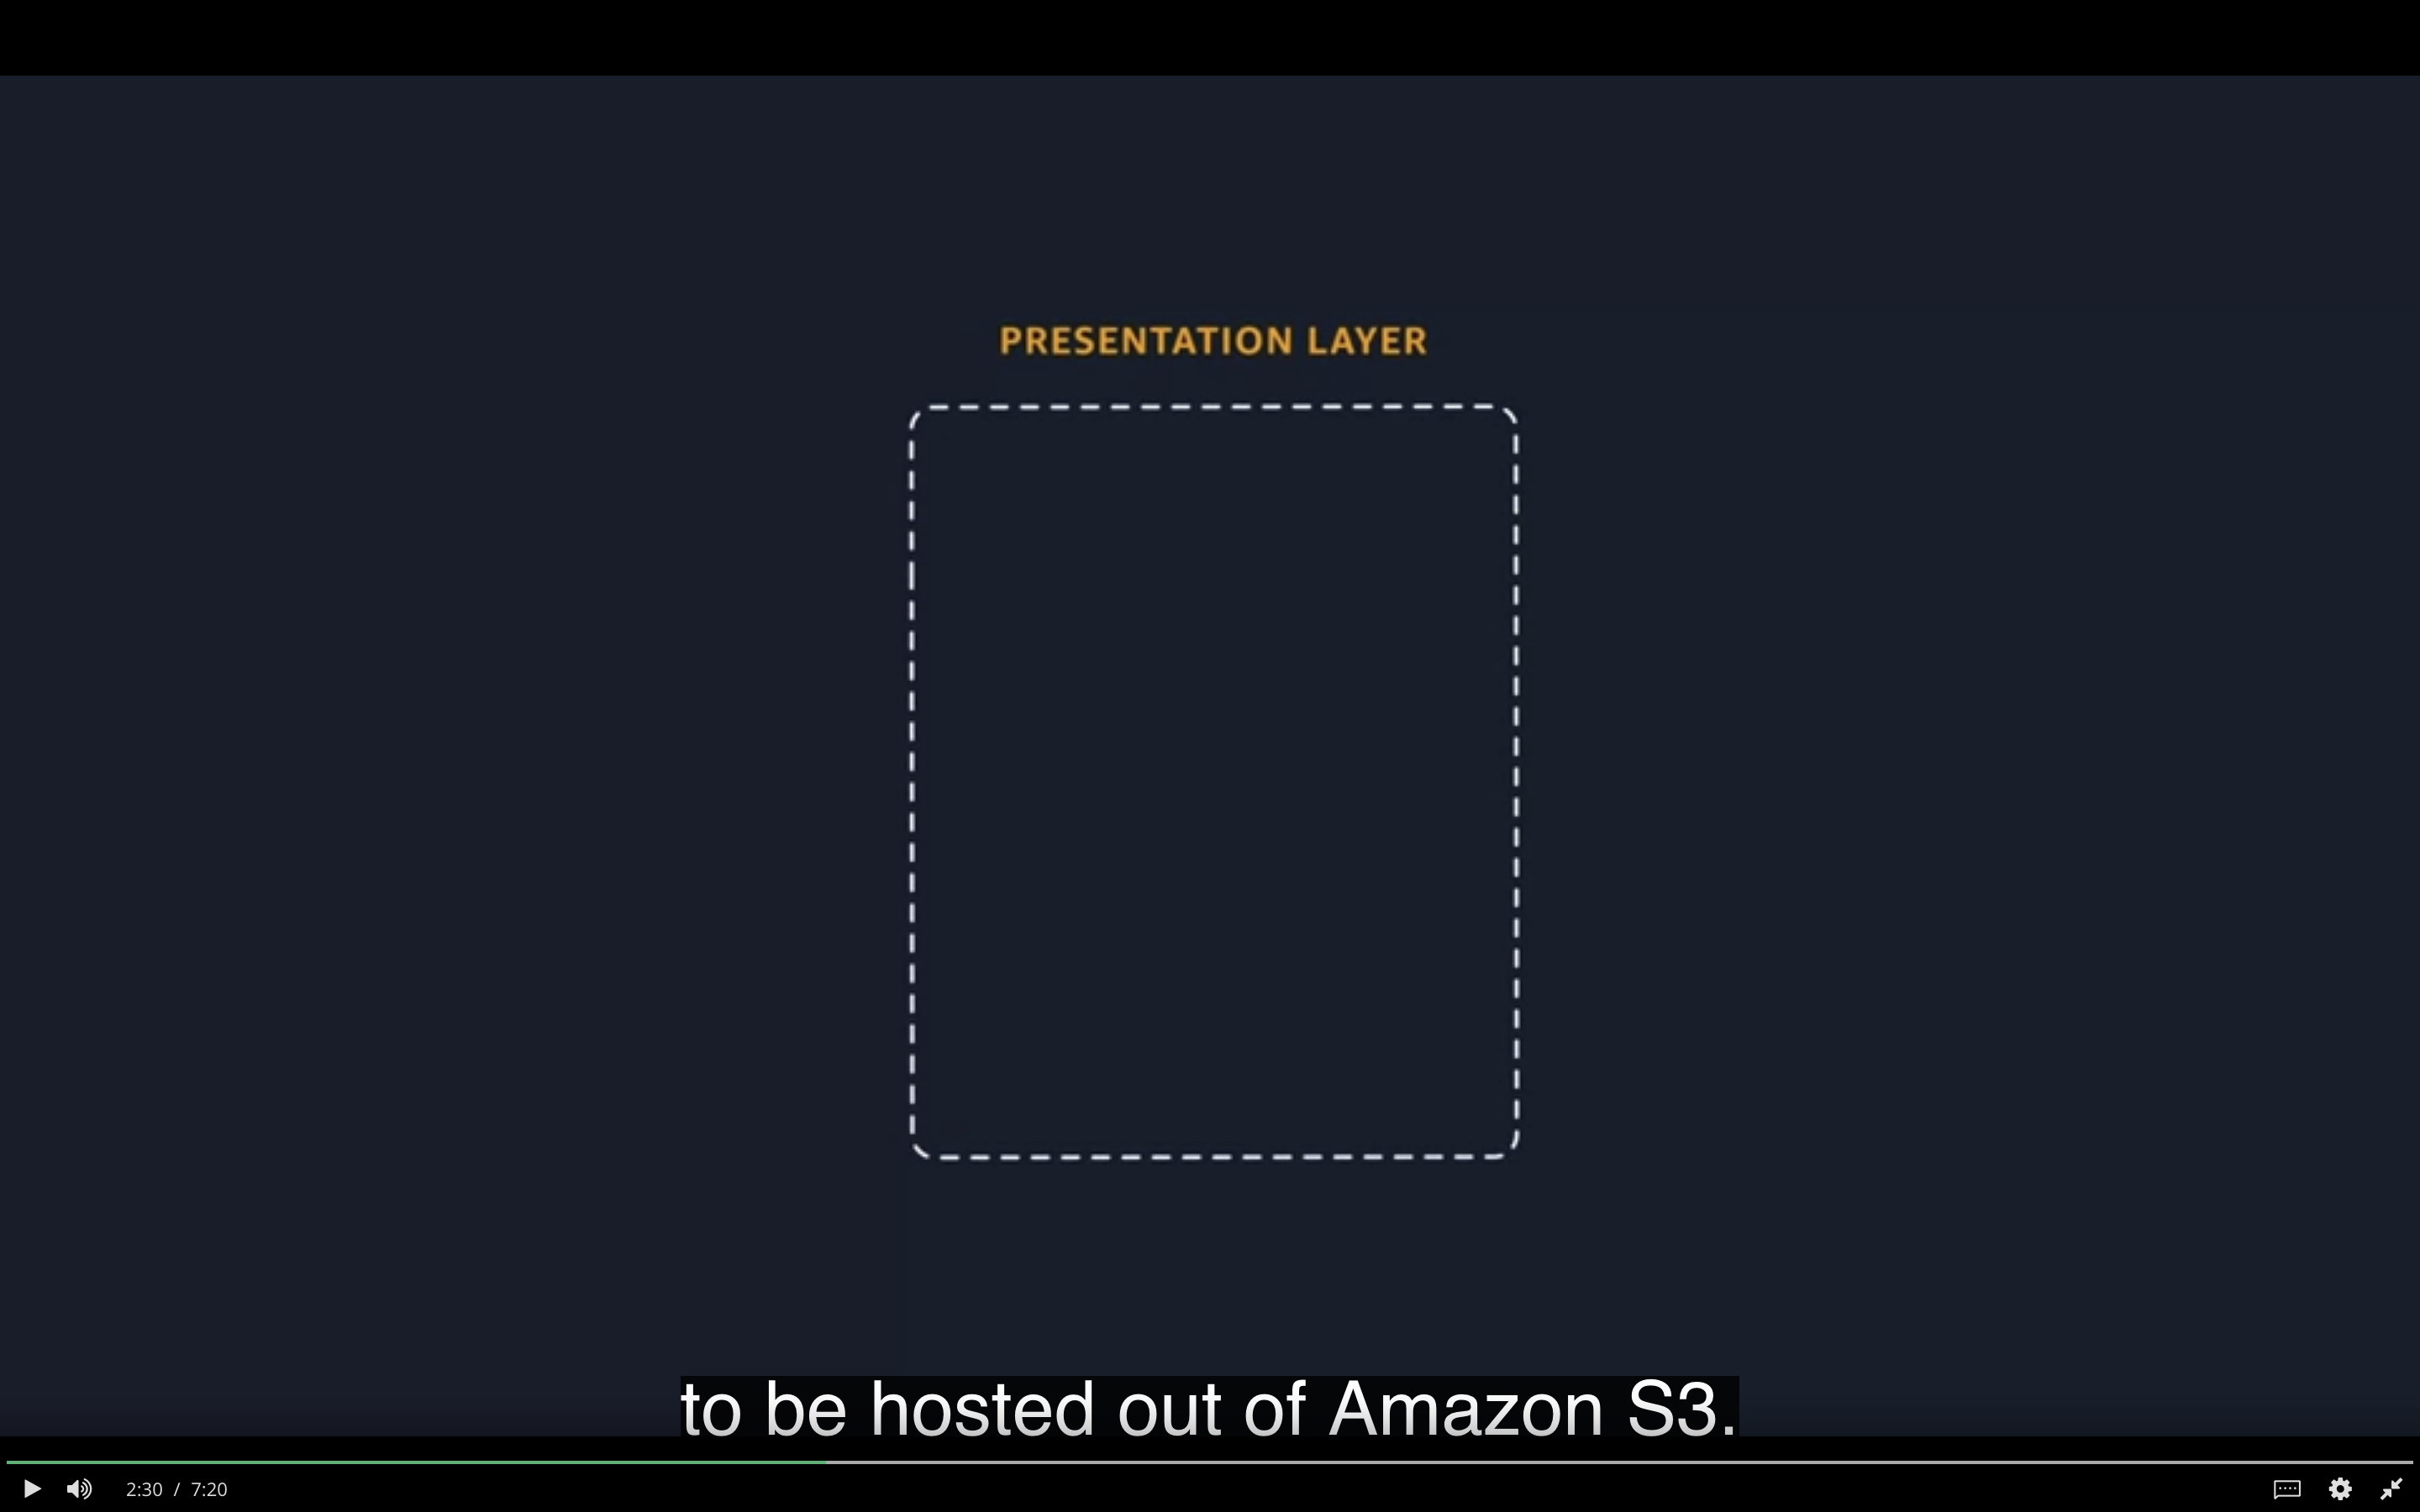 PRESENTATION LAYER
to be hosted out of Amazon S3.
2:30 / 7:20